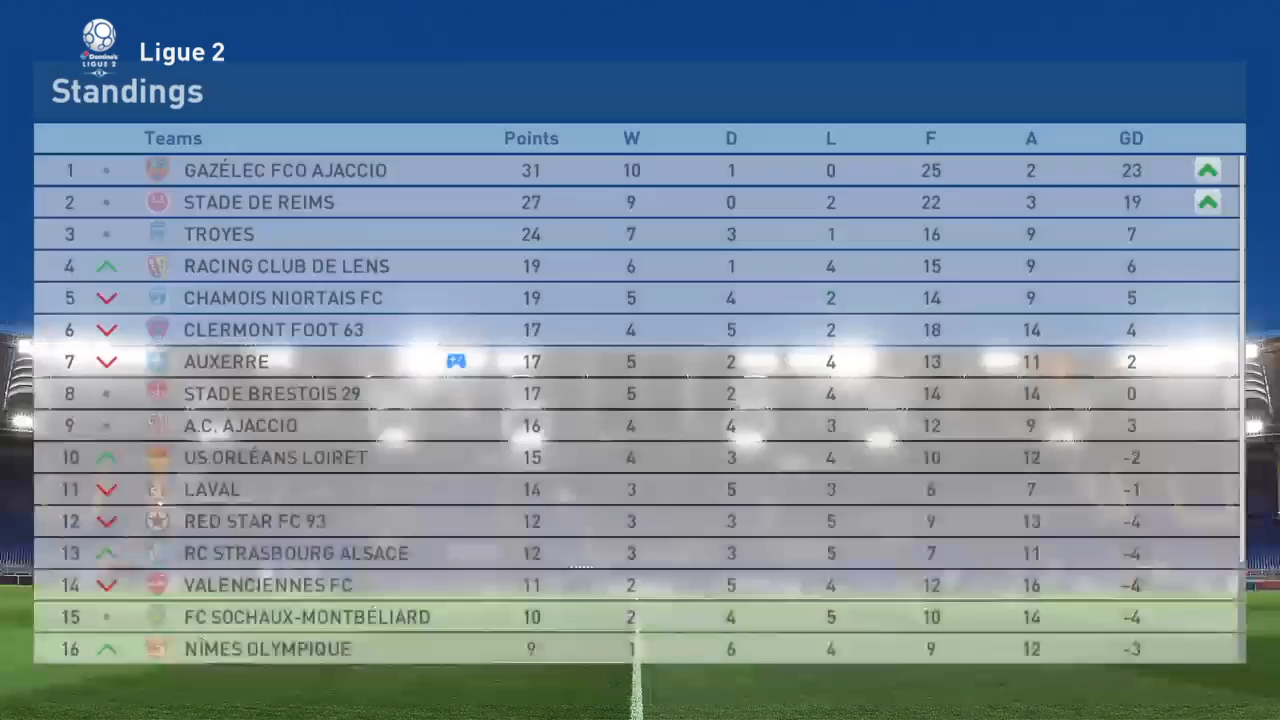 Domino's
LIGUE 2
Ligue 2
Standings
Teams Points W D L F A GD
1 GAZÉLEC FCO AJACCIO 31 10 1 0 25 2 23
2 STADE DE REIMS 27 9 0 2 22 3 19
3 TROYES 24 7 3 1 16 9 7
4 RACING CLUB DE LENS 19 6 1 4 15 9 6
5 CHAMOIS NIORTAIS FC 19 5 4 2 14 9 5
6 CLERMONT FOOT 63 17 4 5 2 18 14 4
7 AUXERRE 17 5 2 4 13 11 2
8 STADE BRESTOIS 29 17 5 2 4 14 14 0
9 A.C. AJACCIO 16 4 4 3 12 9 3
10 US.ORLÉANS LOIRET 15 4 3 4 10 12 -2
11 LAVAL 14 3 5 3 6 7 -1
12 RED STAR FC 93 12 3 3 5 9 13 -4
13 RC STRASBOURG ALSACE 12 3 3 5 7 11 -4
14 VALENCIENNES FC 11 2 5 4 12 16 -4
15 FC SOCHAUX-MONTBÉLIARD 10 2 4 5 10 14 -4
16 NÎMES OLYMPIQUE 9 1 6 4 9 12 -3